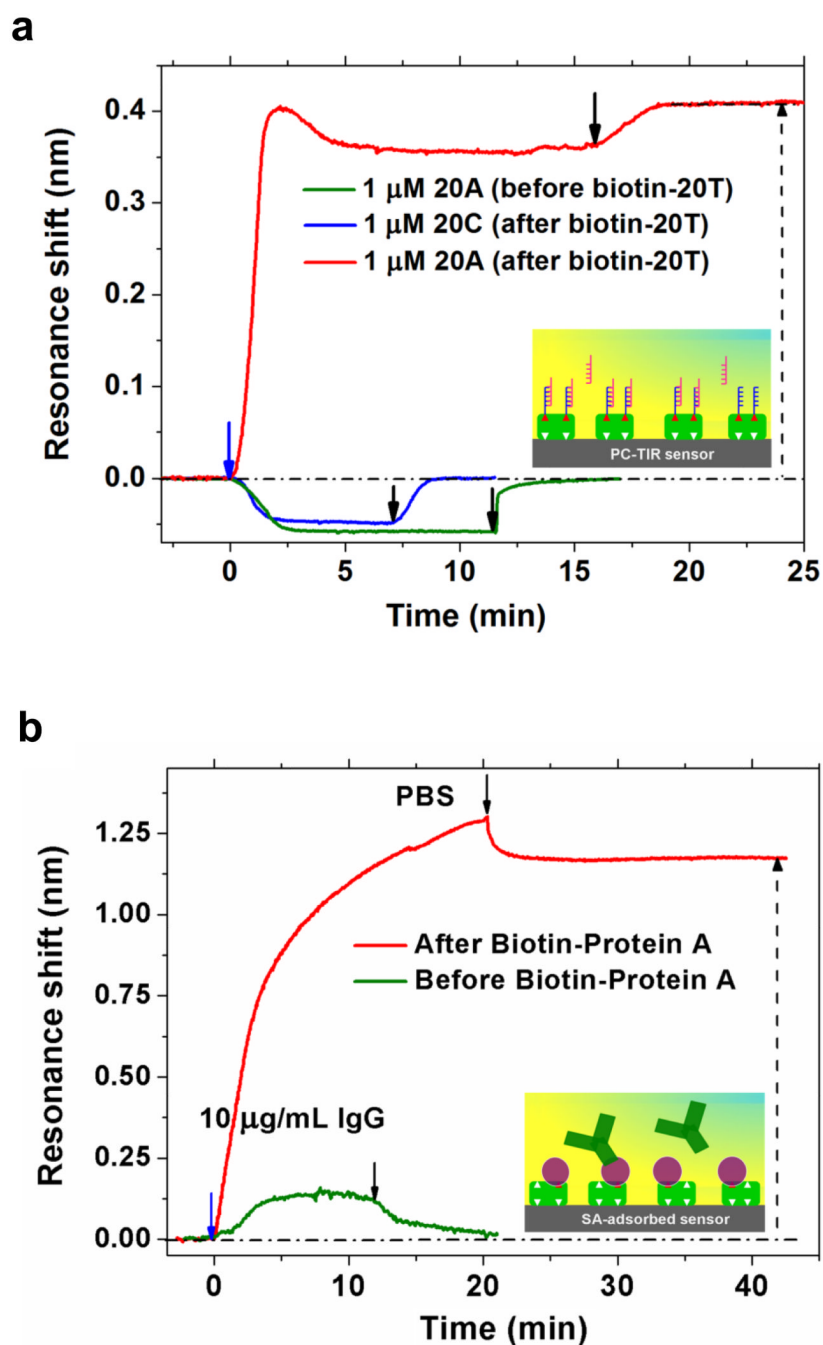 a
Resonance shift (nm)
0.4
0.3
0.2
0.1
0.0
1 μM 20A (before biotin-20T)
1 μM 20C (after biotin-20T)
1 μM 20A (after biotin-20T)
PC-TIR sensor
0 5 10 15 20 25
Time (min)
b
Resonance shift (nm)
1.25
1.00
0.75
0.50
0.25
0.00
PBS
After Biotin-Protein A
Before Biotin-Protein A
10 μg/mL IgG
SA-adsorbed sensor
0 10 20 30 40
Time (min)